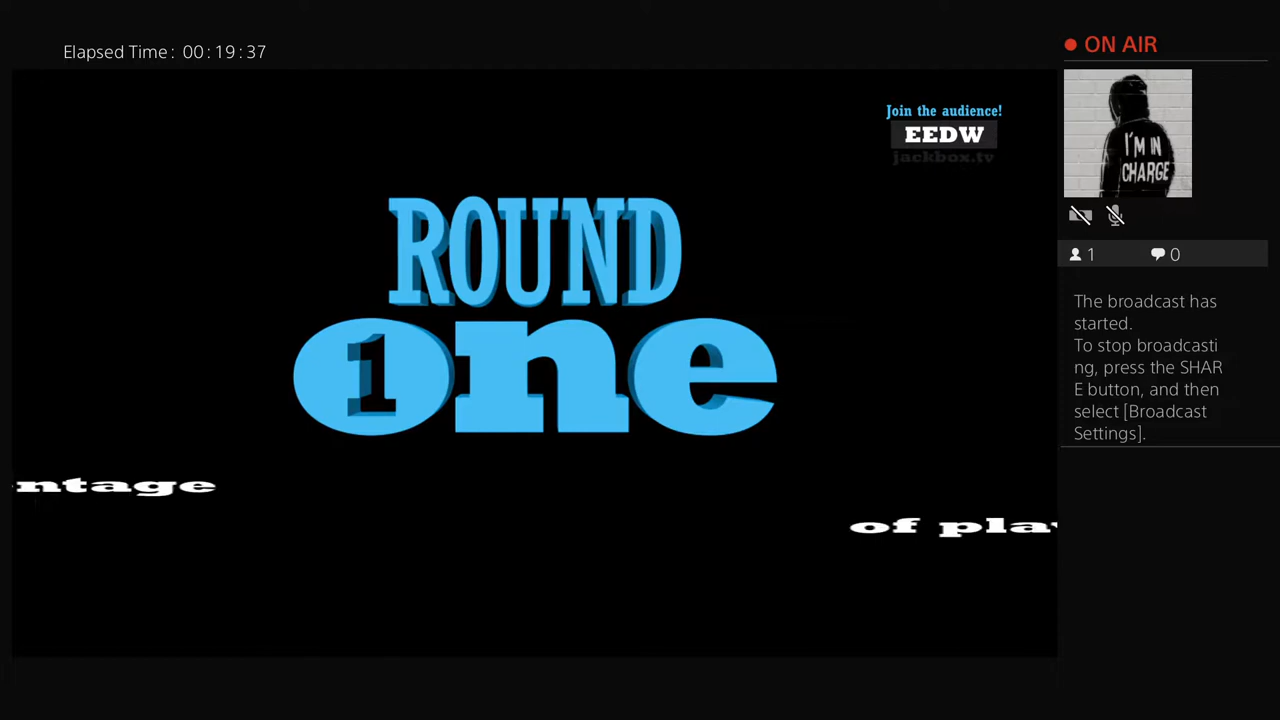 Elapsed Time: 00:19:37
ON AIR
Join the audience!
EEDW
jackbox.tv
I'M IN
CHARGE
ROUND
1
One
1
0
The broadcast has
started.
To stop broadcasti
ng, press the SHAR
E button, and then
select [Broadcast
Settings].
ntage
of pla